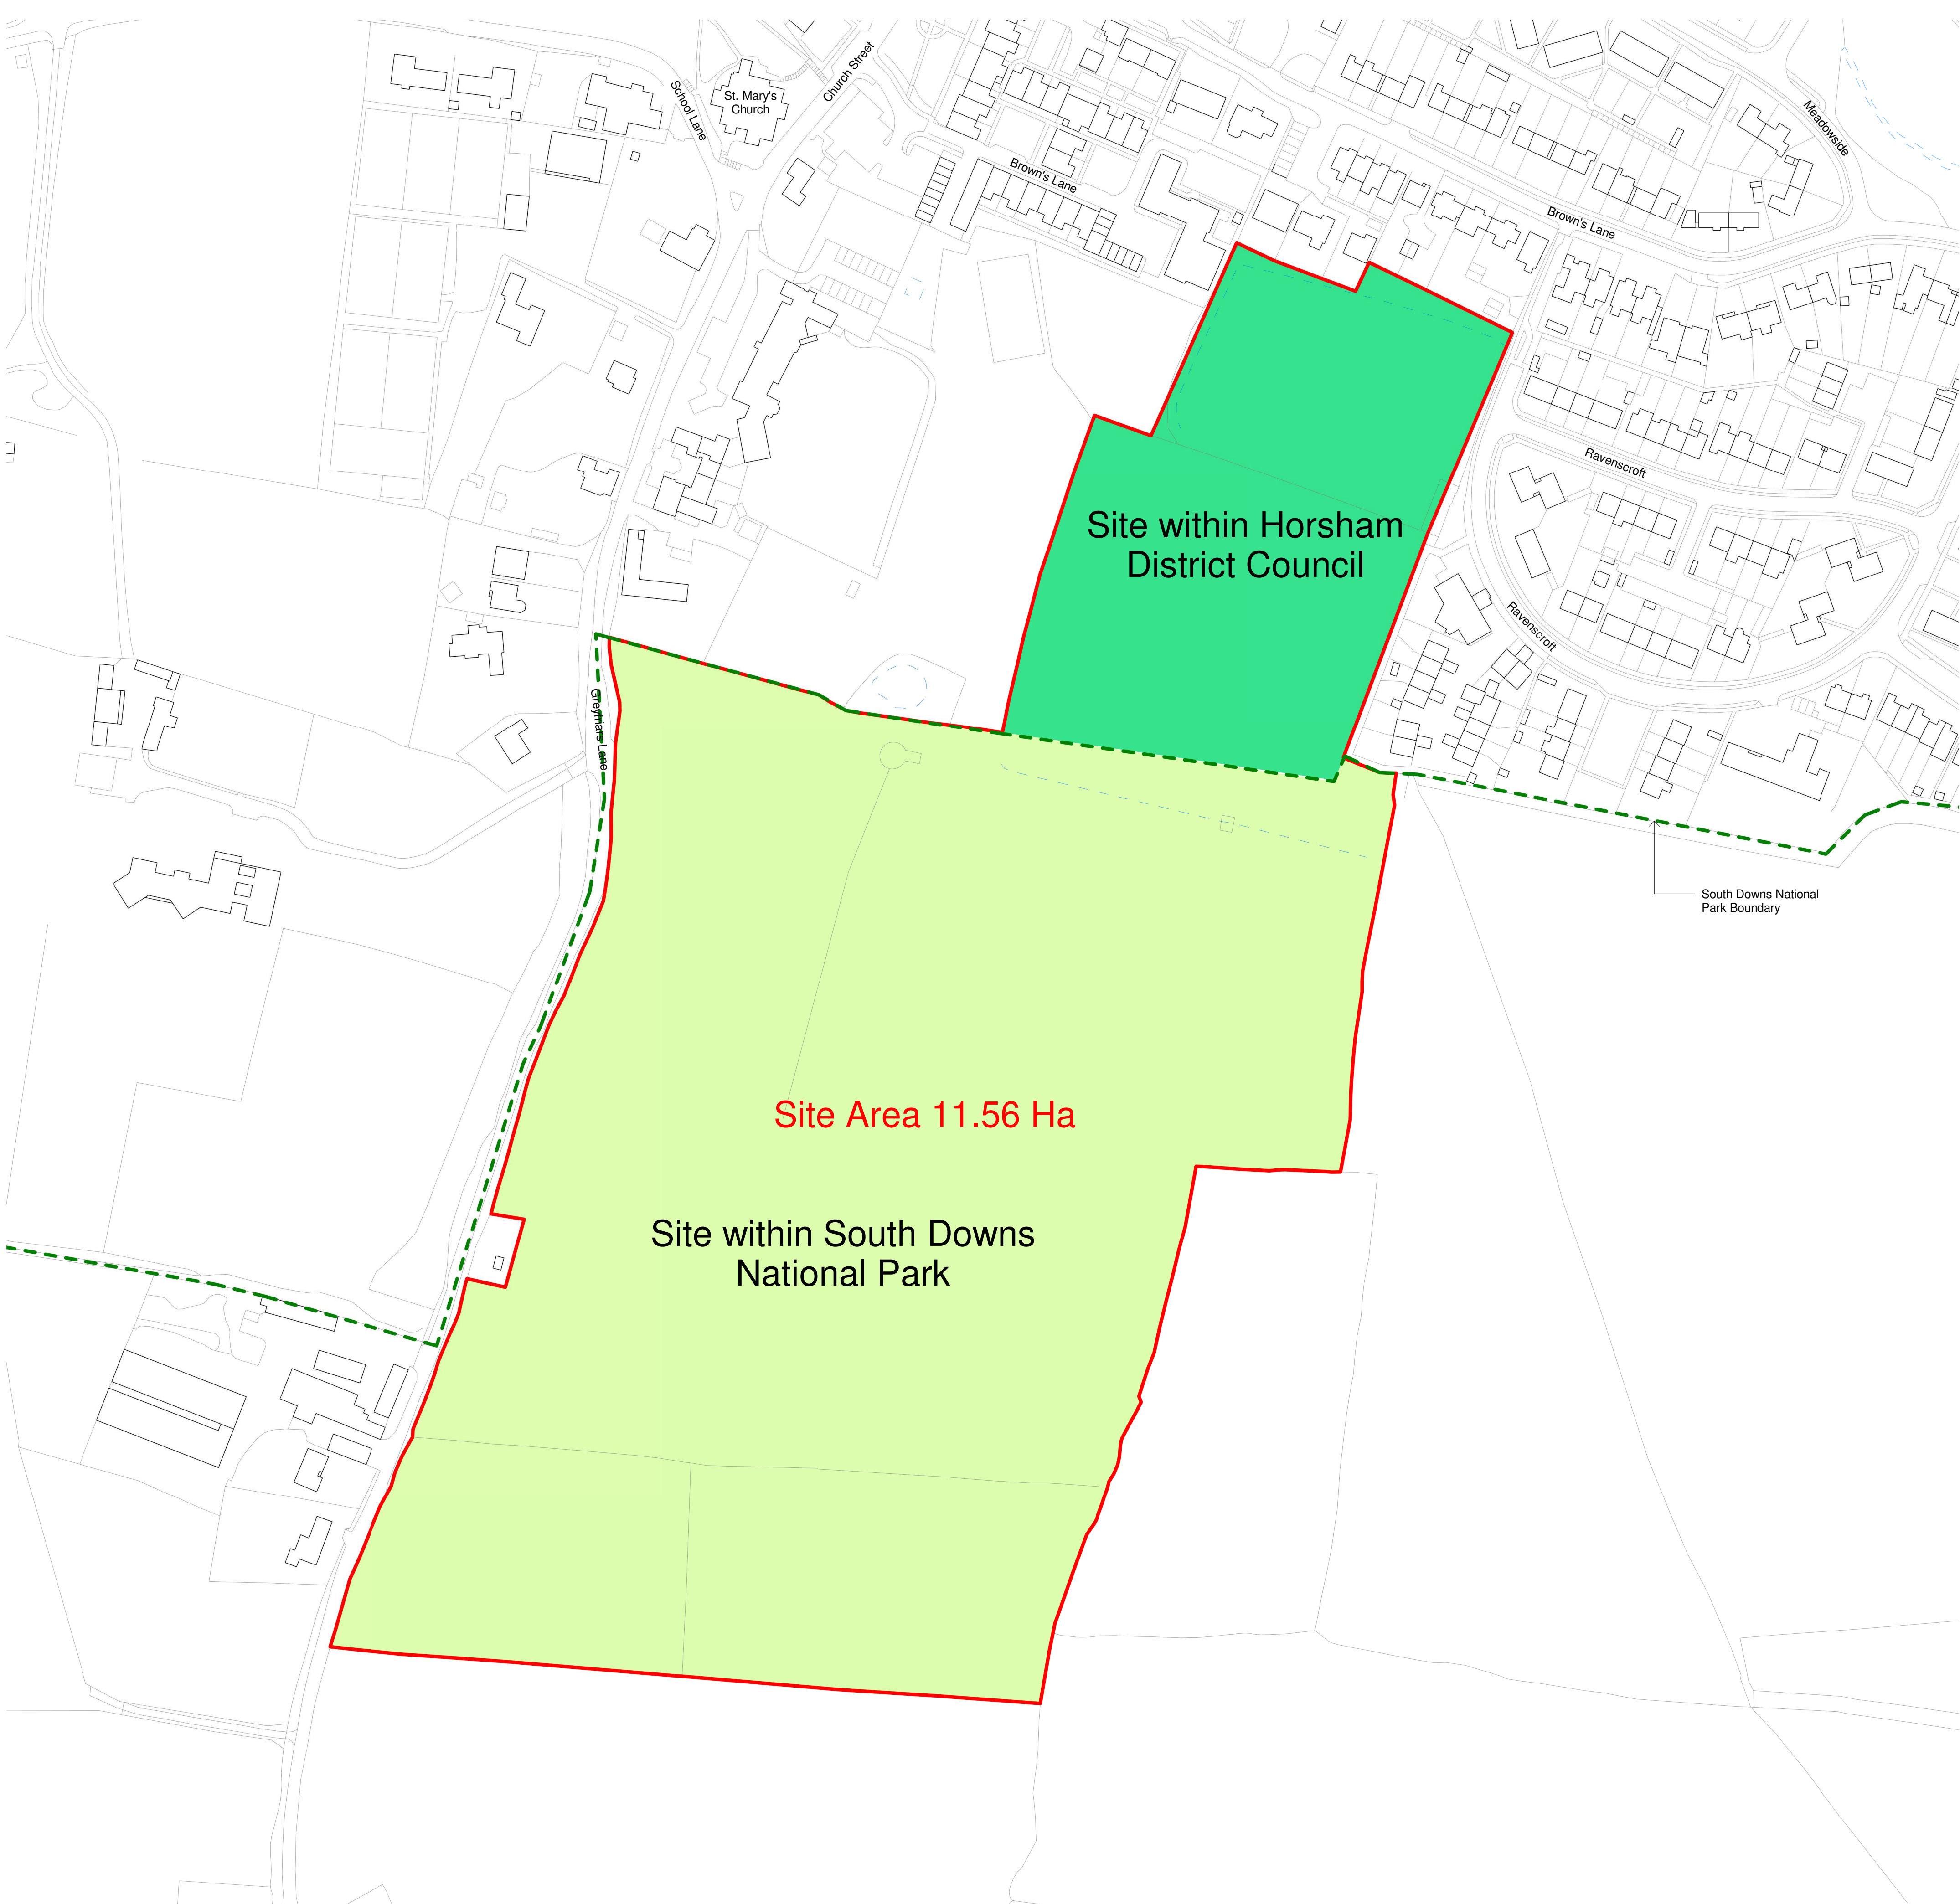 School Lane
St. Mary's
Church
Church Street
Brown's Lane
Meadowside
Brown's Lane
Ravenscroft
Site within Horsham
District Council
Ravenscroft
Greyfriars Lane
South Downs National
Park Boundary
Site Area 11.56 Ha
Site within South Downs
National Park